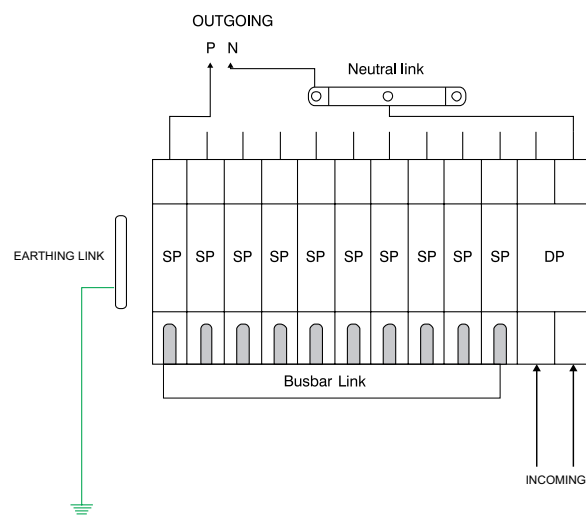 OUTGOING
P N
Neutral link
EARTHING LINK
SP SP SP SP SP SP SP SP SP SP DP
Busbar Link
INCOMING